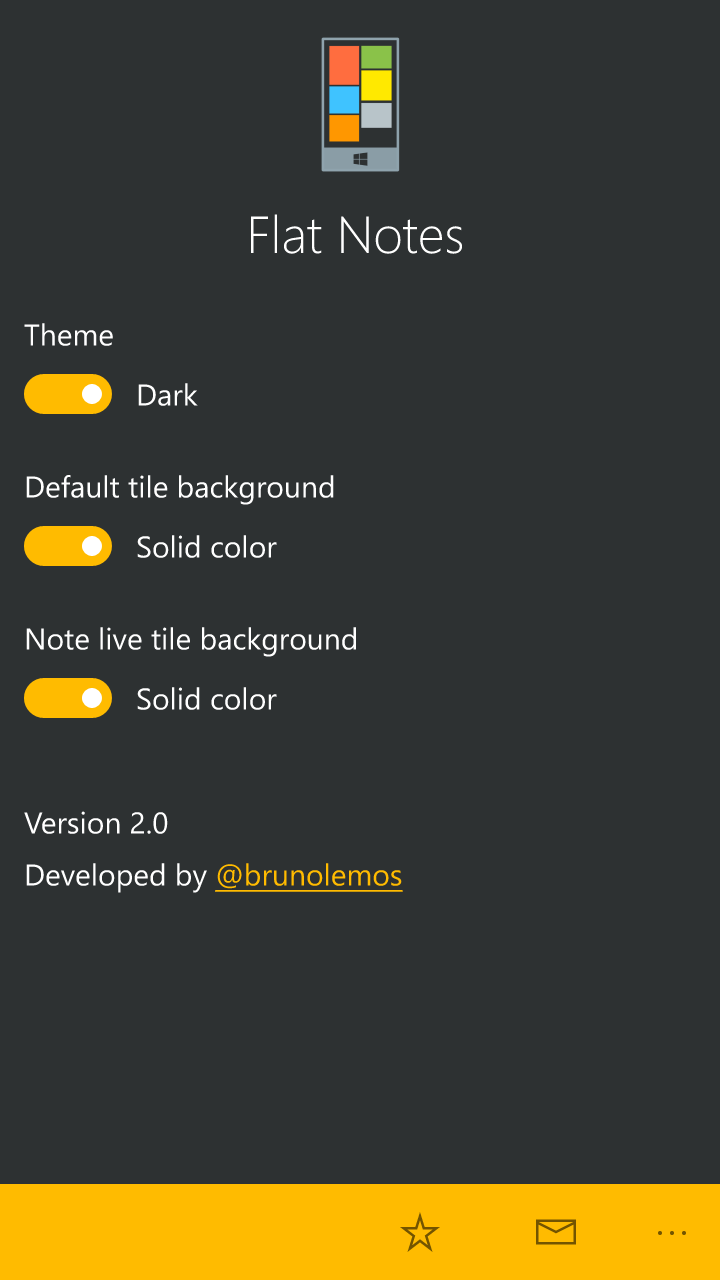 Flat Notes
Theme
Dark
Default tile background
Solid color
Note live tile background
Solid color
Version 2.0
Developed by @brunolemos